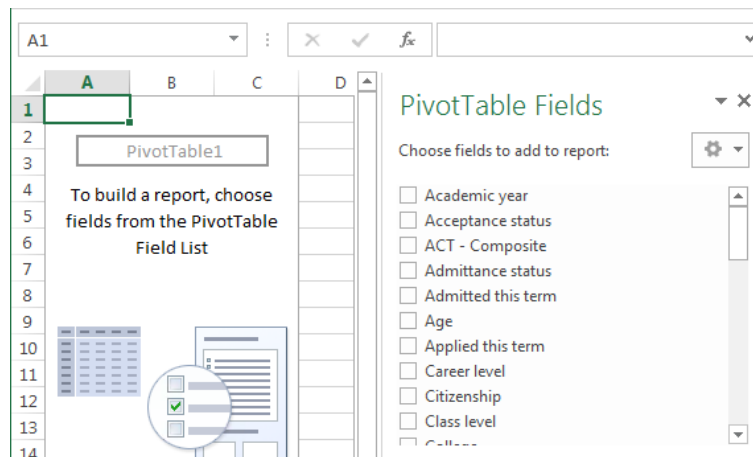 A1
fx
A B C D
1
2
3
4
5
6
7
8
9
10
11
12
13
14
PivotTable1
To build a report, choose
fields from the PivotTable
Field List
PivotTable Fields
Choose fields to add to report:
Academic year
Acceptance status
ACT - Composite
Admittance status
Admitted this term
Age
Applied this term
Career level
Citizenship
Class level
College